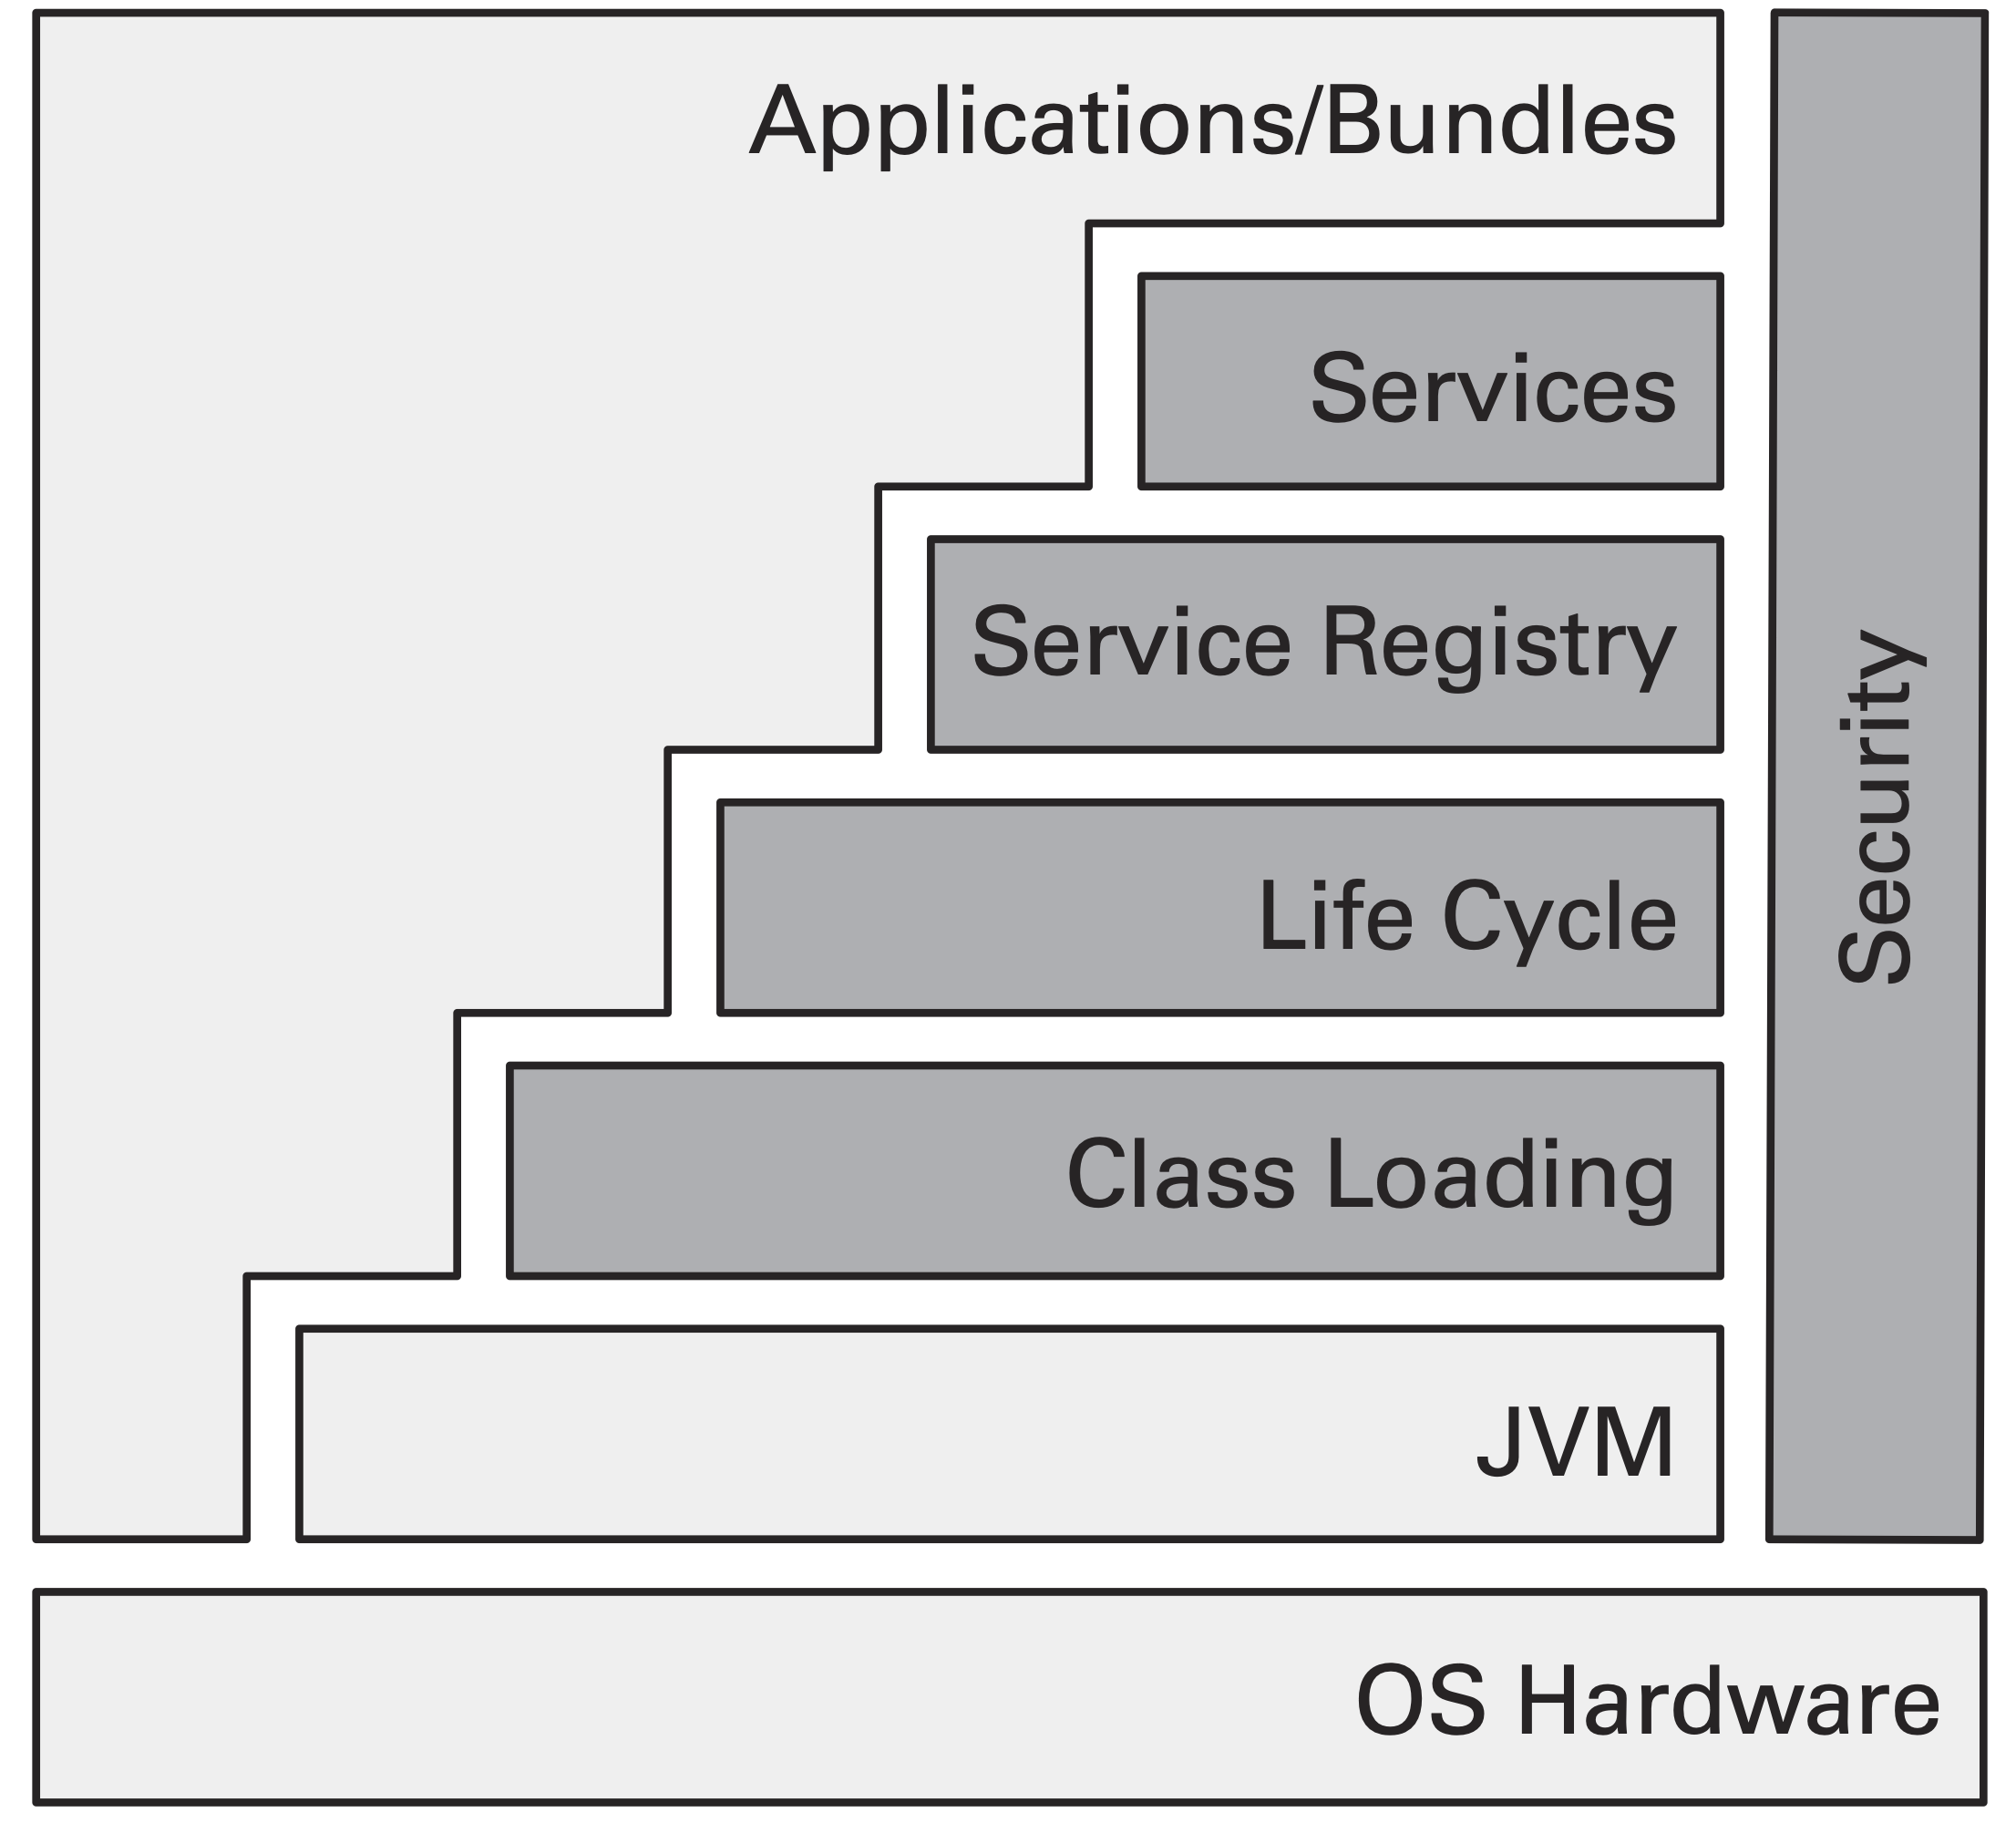 Applications/Bundles
Services
Service Registry
Life Cycle
Class Loading
JVM
Security
OS Hardware